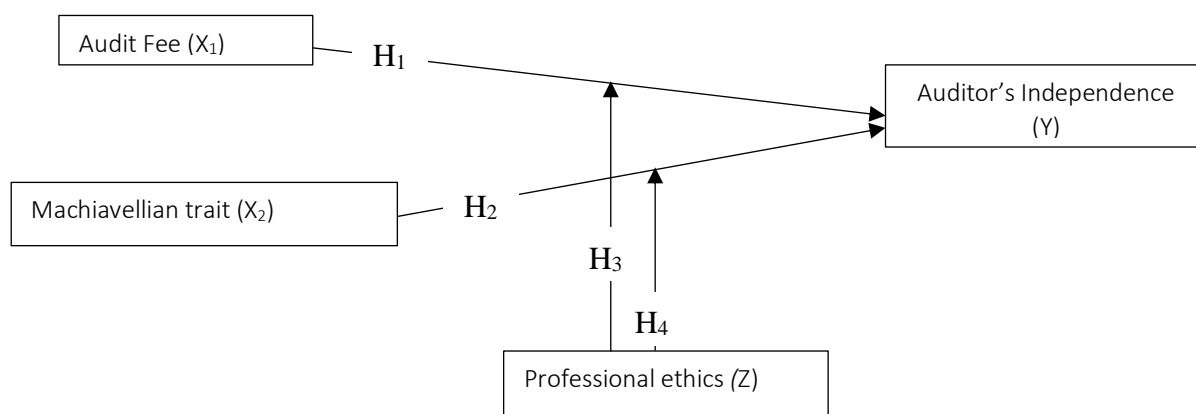 Audit Fee (X₁)
H₁
Auditor’s Independence
(Y)
Machiavellian trait (X₂)
H₂
H₃
H₄
Professional ethics (Z)